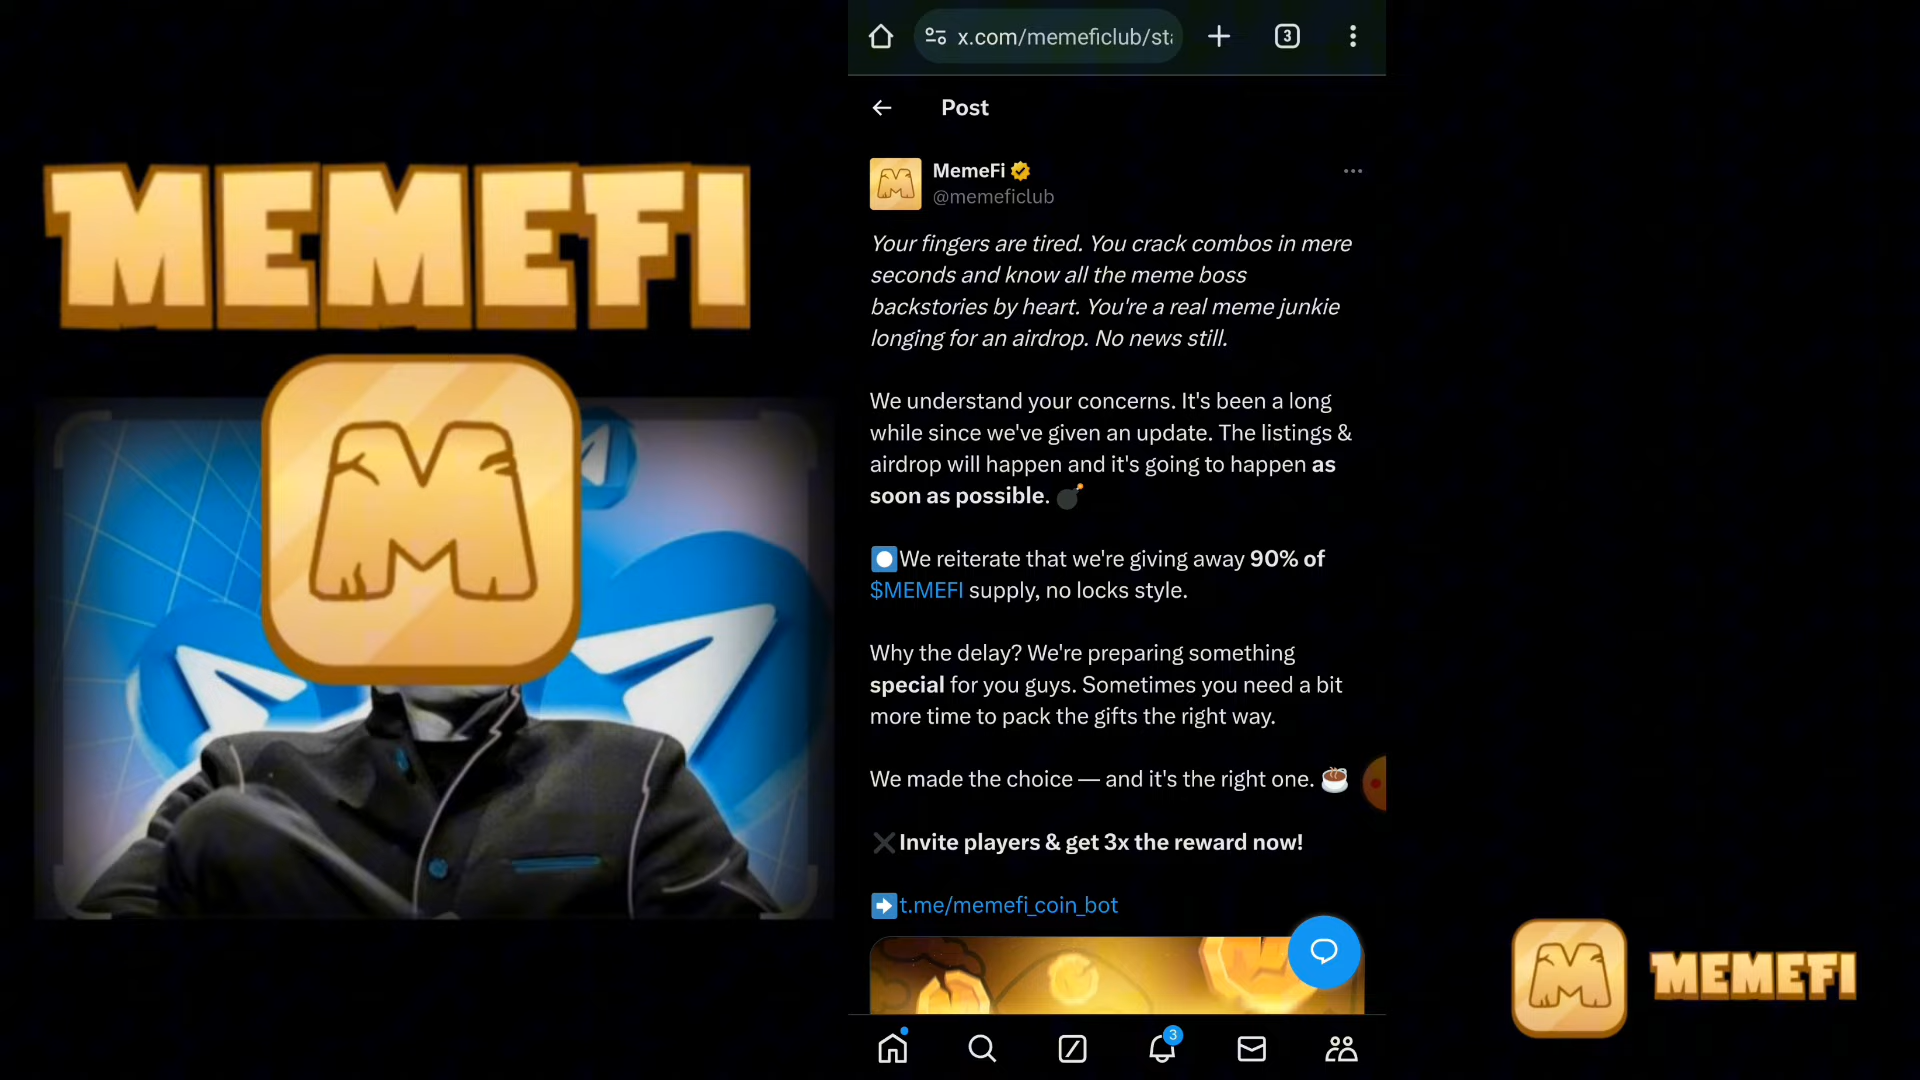 MEMEFI
M
x.com/memeficlub/sta
3
Post
MemeFi
@memeficlub
Your fingers are tired. You crack combos in mere
seconds and know all the meme boss
backstories by heart. You're a real meme junkie
longing for an airdrop. No news still.
We understand your concerns. It's been a long
while since we've given an update. The listings &
airdrop will happen and it's going to happen as
soon as possible. 💣
⏺️We reiterate that we're giving away 90% of
$MEMEFI supply, no locks style.
Why the delay? We're preparing something
special for you guys. Sometimes you need a bit
more time to pack the gifts the right way.
We made the choice — and it's the right one. ☕
✖️Invite players & get 3x the reward now!
➡️t.me/memefi_coin_bot
3
M
MEMEFI